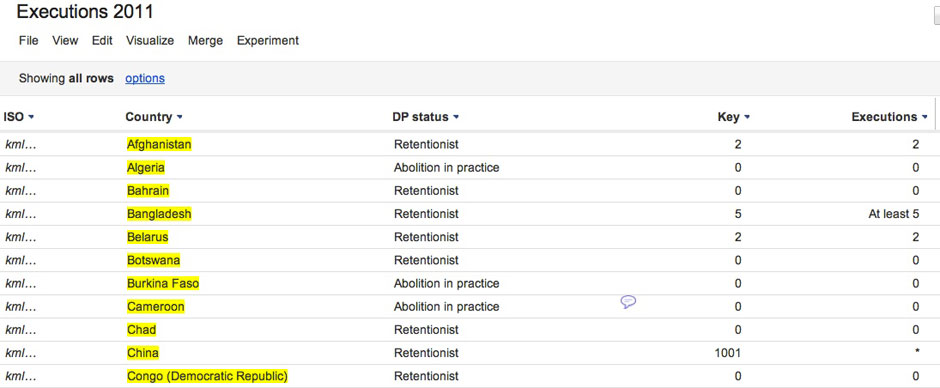 Executions 2011
File View Edit Visualize Merge Experiment
Showing all rows options
ISO Country DP status Key Executions
kml... Afghanistan Retentionist 2 2
kml... Algeria Abolition in practice 0 0
kml... Bahrain Retentionist 0 0
kml... Bangladesh Retentionist 5 At least 5
kml... Belarus Retentionist 2 2
kml... Botswana Retentionist 0 0
kml... Burkina Faso Abolition in practice 0 0
kml... Cameroon Abolition in practice 0 0
kml... Chad Retentionist 0 0
kml... China Retentionist 1001 *
kml... Congo (Democratic Republic) Retentionist 0 0